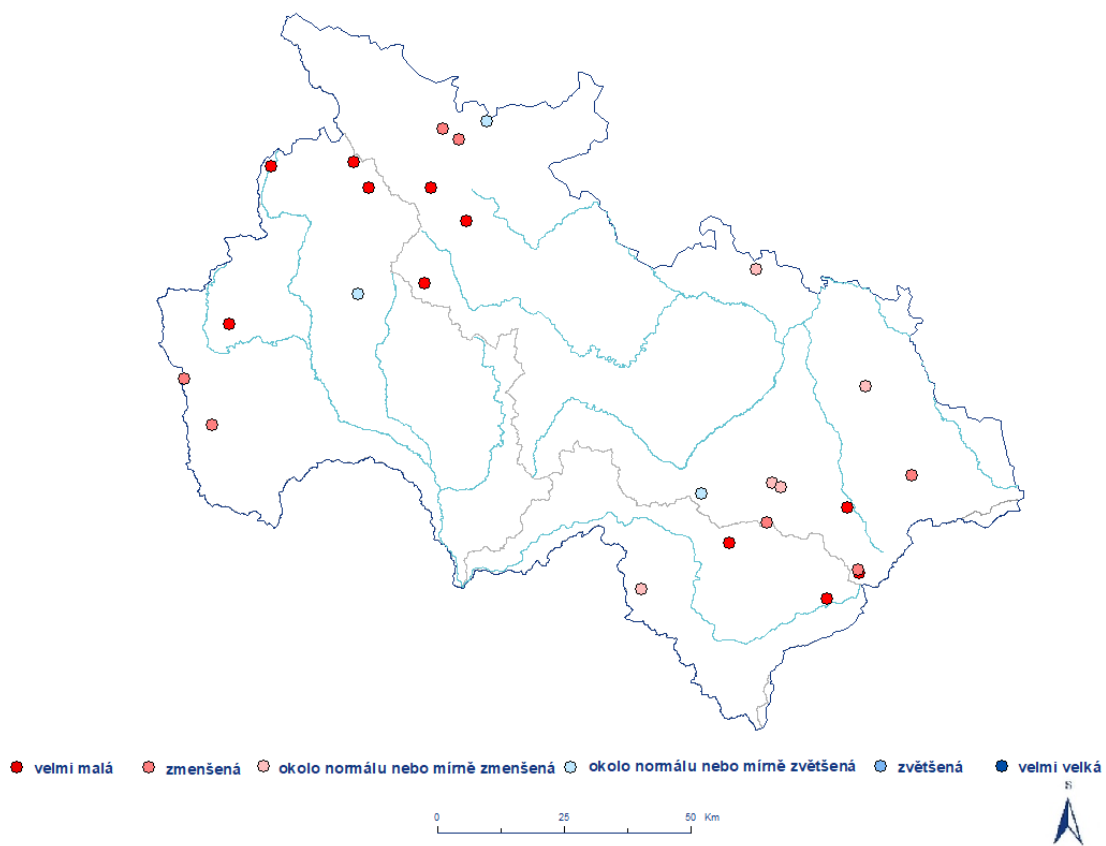 velmi malá zmenšená okolo normálu nebo mírně zmenšená okolo normálu nebo mírně zvětšená zvětšená velmi velká
S
0 25 50 Km